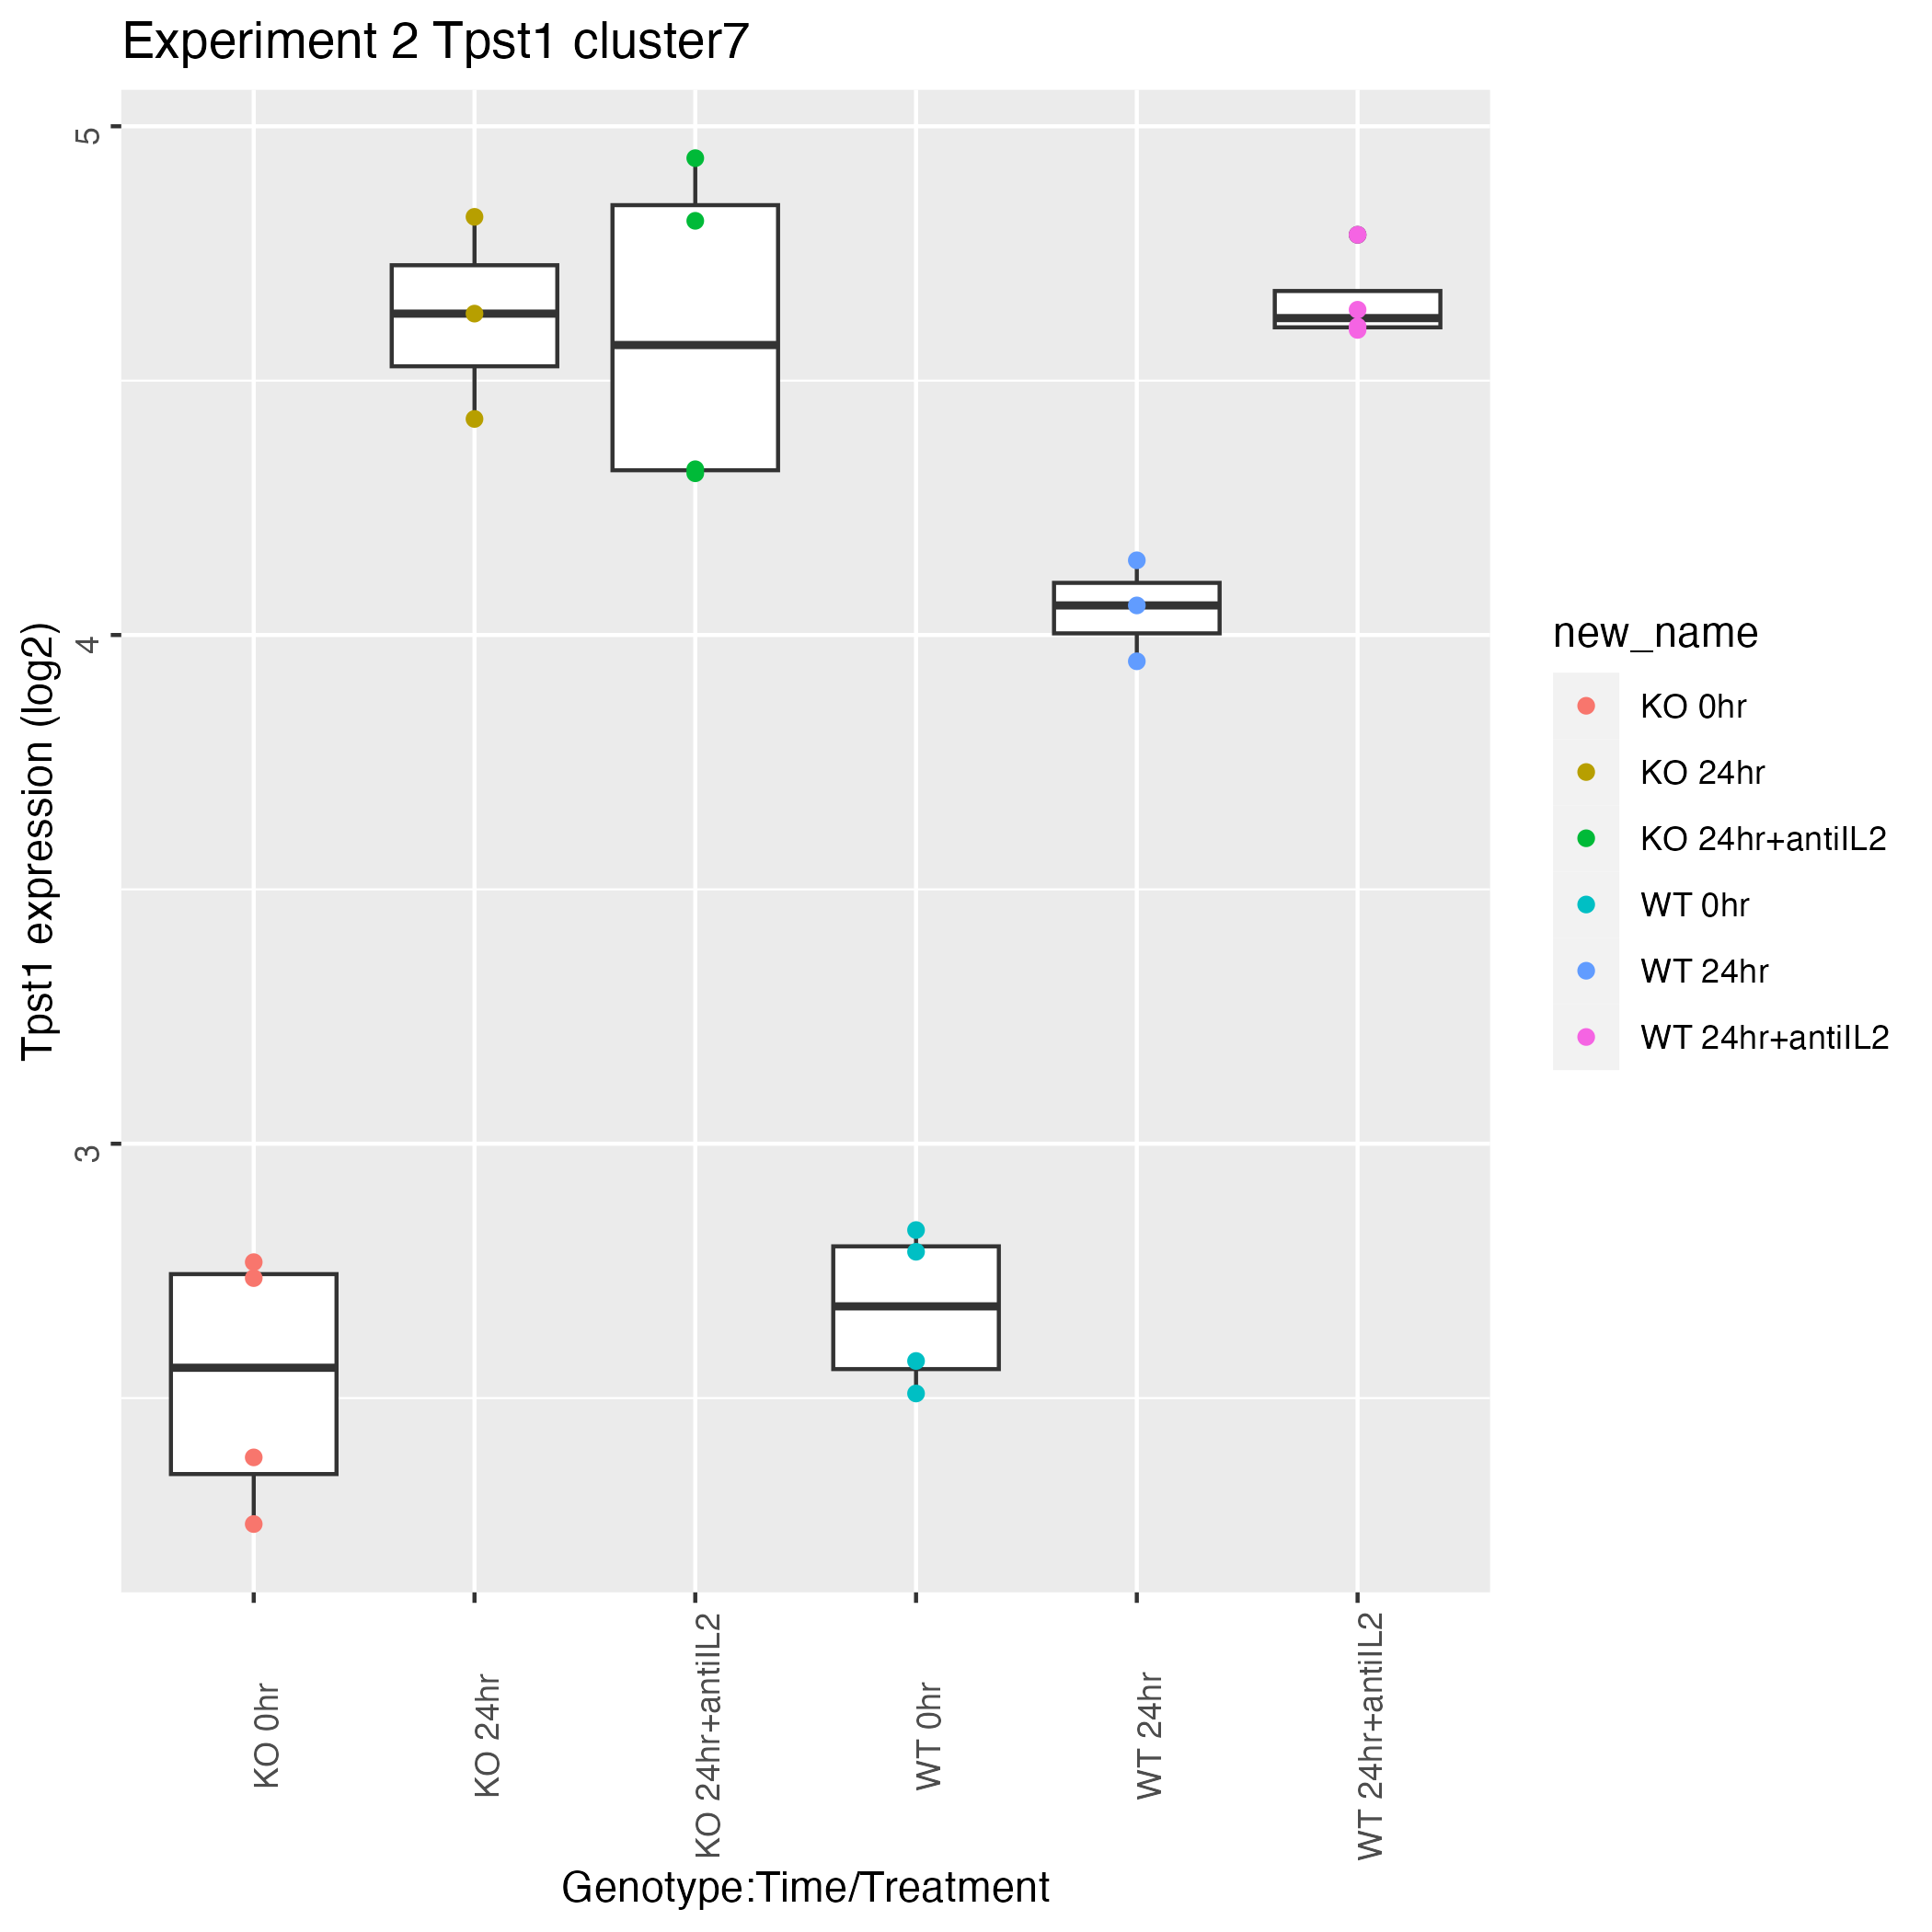 Experiment 2 Tpst1 cluster7
5
4
3
Tpst1 expression (log2)
KO 0hr
KO 24hr
KO 24hr+antiIL2
WT 0hr
WT 24hr
WT 24hr+antiIL2
Genotype:Time/Treatment
new_name
KO 0hr
KO 24hr
KO 24hr+antiIL2
WT 0hr
WT 24hr
WT 24hr+antiIL2